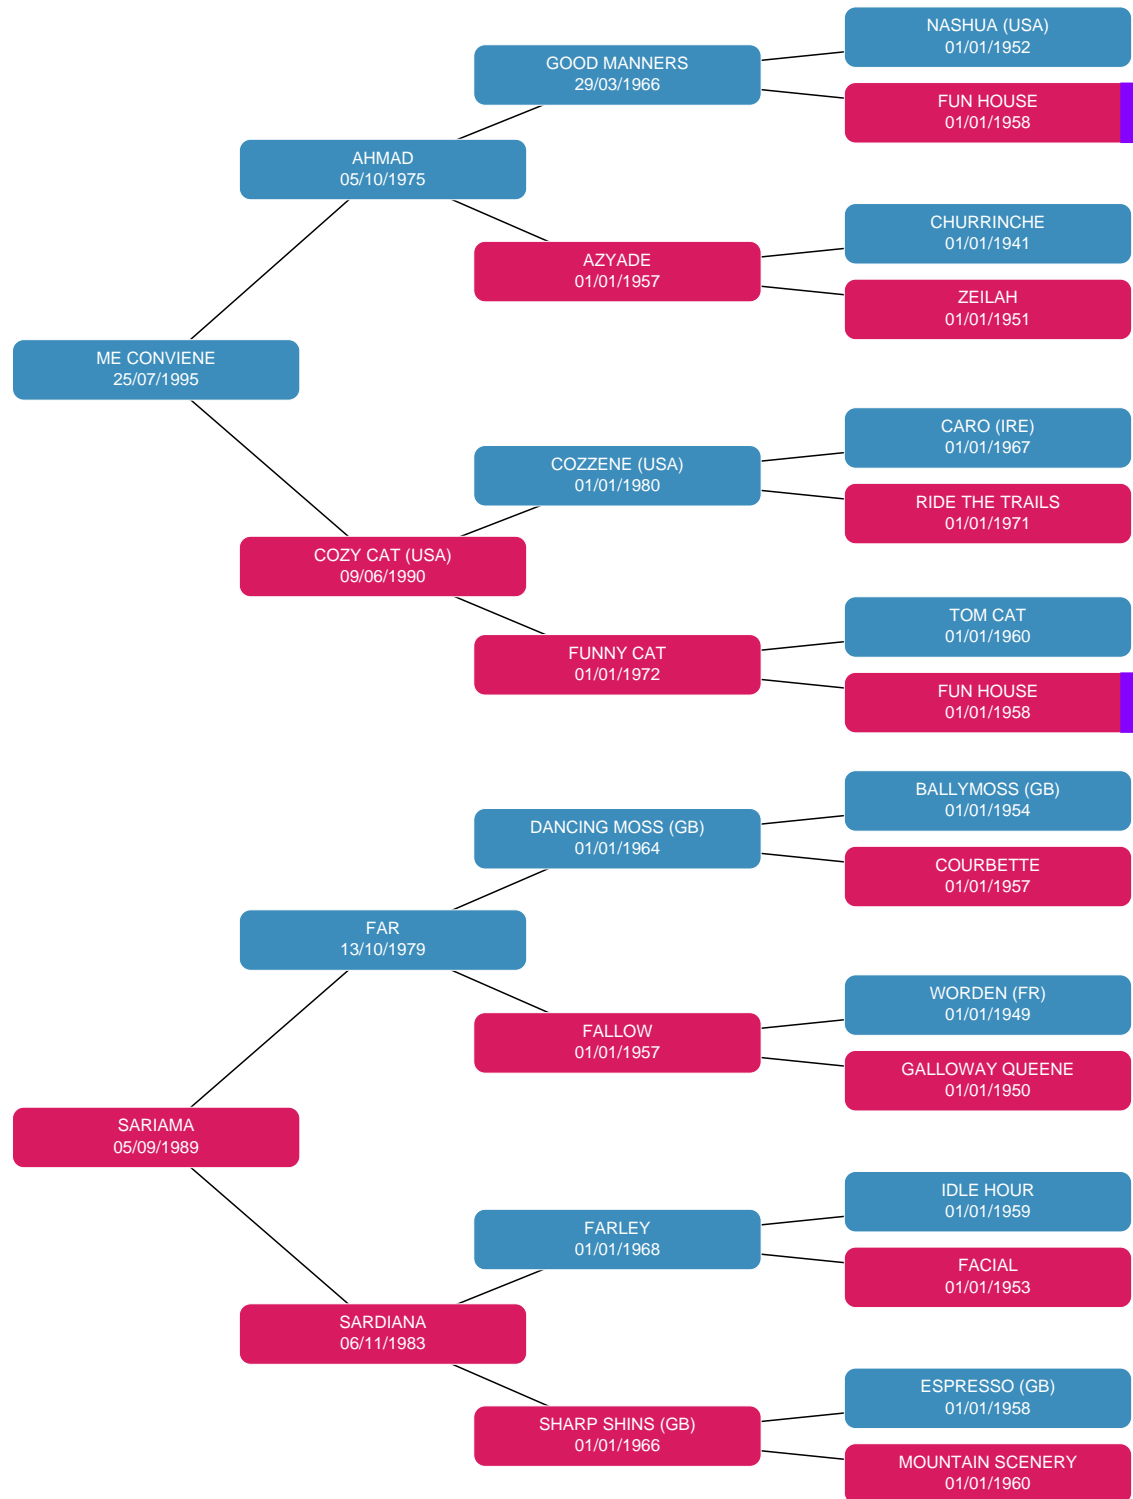 NASHUA (USA)
01/01/1952
GOOD MANNERS
29/03/1966
FUN HOUSE
01/01/1958
AHMAD
05/10/1975
CHURRINCHE
01/01/1941
AZYADE
01/01/1957
ZEILAH
01/01/1951
ME CONVIENE
25/07/1995
CARO (IRE)
01/01/1967
COZZENE (USA)
01/01/1980
RIDE THE TRAILS
01/01/1971
COZY CAT (USA)
09/06/1990
TOM CAT
01/01/1960
FUNNY CAT
01/01/1972
FUN HOUSE
01/01/1958
BALLYMOSS (GB)
01/01/1954
DANCING MOSS (GB)
01/01/1964
COURBETTE
01/01/1957
FAR
13/10/1979
WORDEN (FR)
01/01/1949
FALLOW
01/01/1957
GALLOWAY QUEENE
01/01/1950
SARIAMA
05/09/1989
IDLE HOUR
01/01/1959
FARLEY
01/01/1968
FACIAL
01/01/1953
SARDIANA
06/11/1983
ESPRESSO (GB)
01/01/1958
SHARP SHINS (GB)
01/01/1966
MOUNTAIN SCENERY
01/01/1960